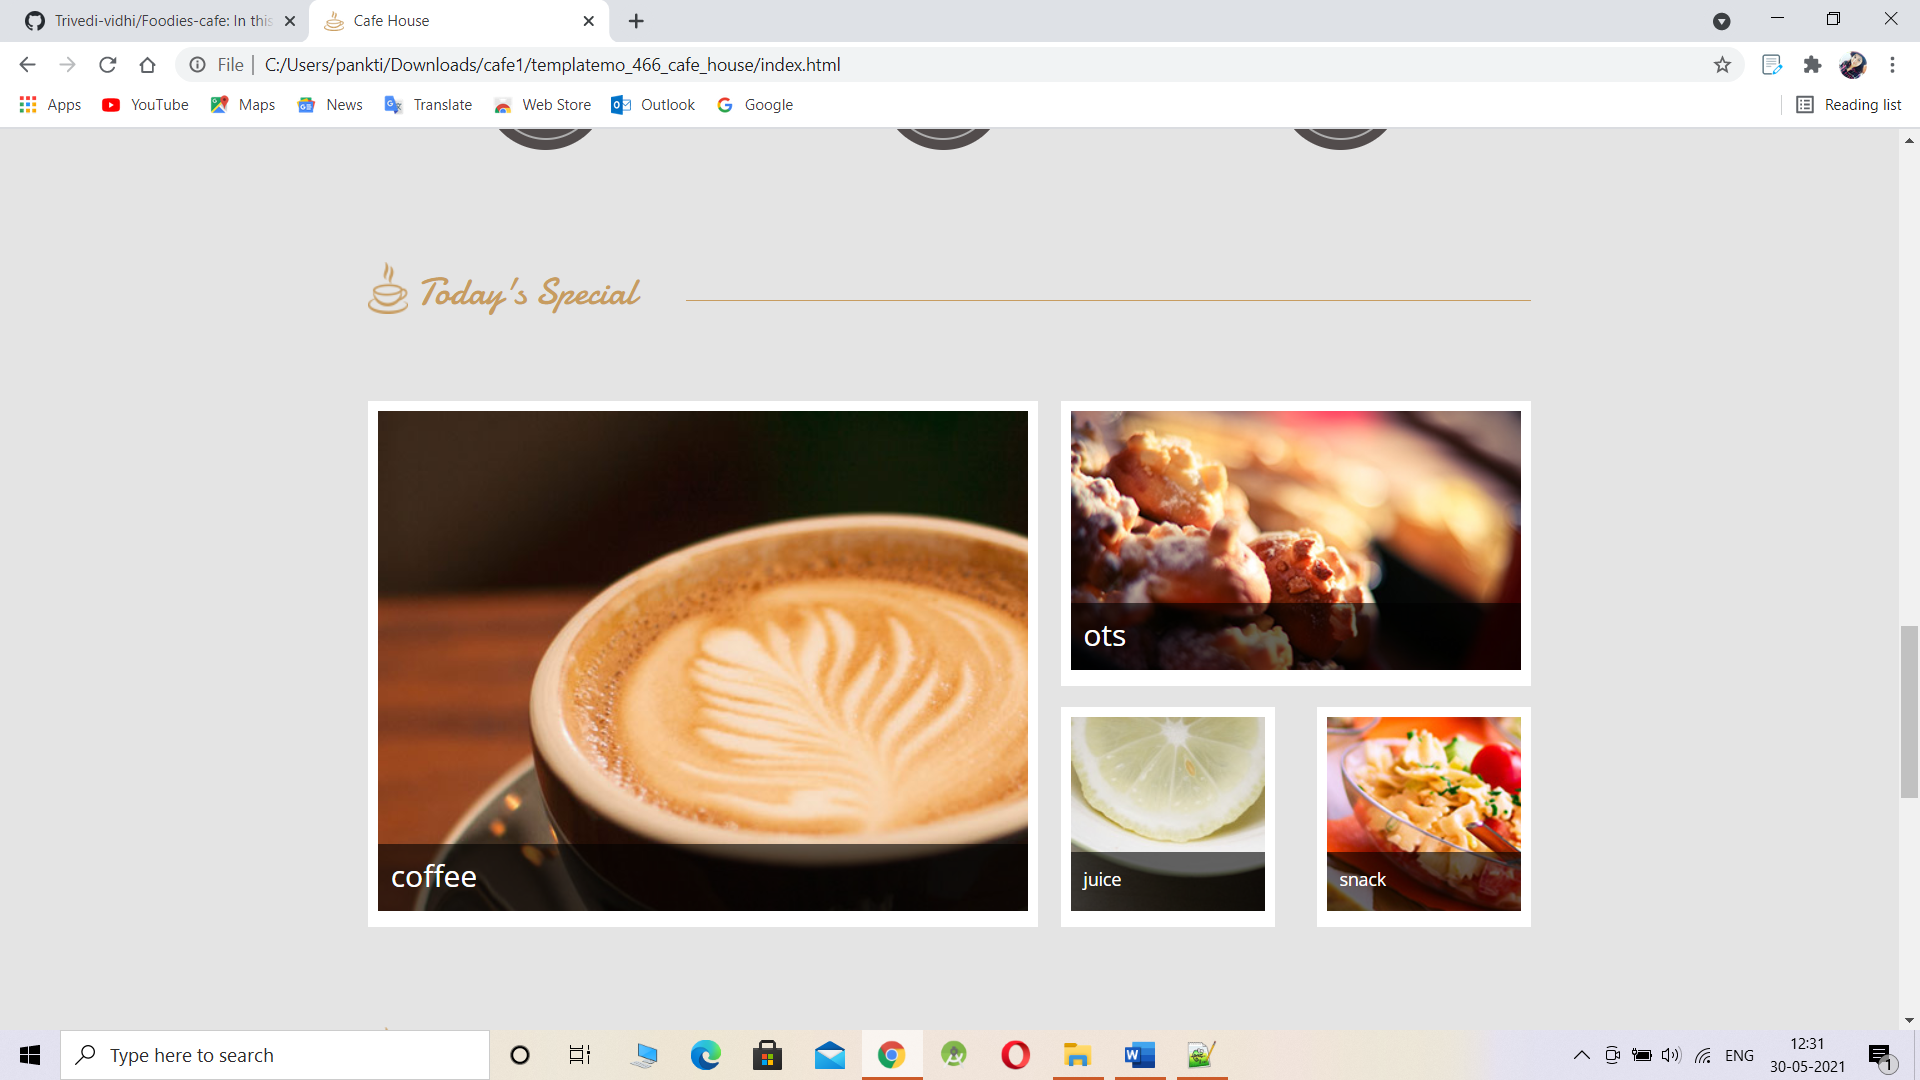 Trivedi-vidhi/Foodies-cafe: In this
Cafe House
File | C:/Users/pankti/Downloads/cafe1/templatemo_466_cafe_house/index.html
Apps YouTube Maps News Translate Web Store Outlook Google Reading list
Today's Special
coffee
ots
juice
snack
Type here to search
ENG
12:31
30-05-2021
1